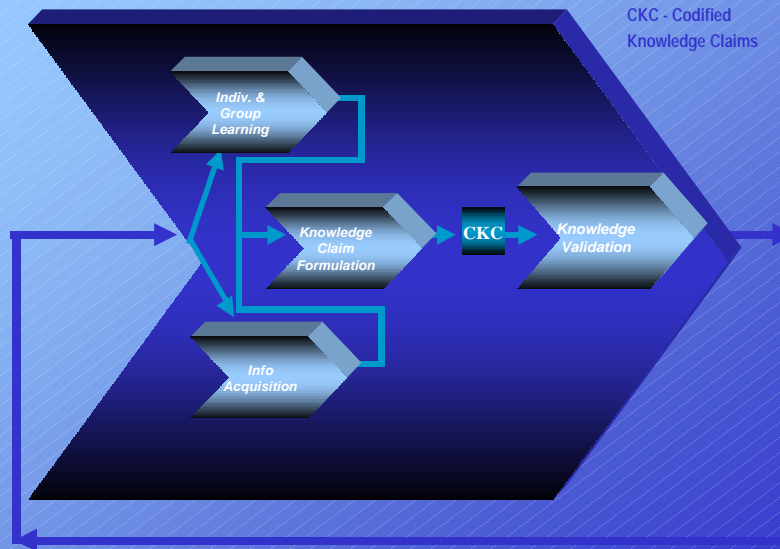 CKC - Codified
Knowledge Claims
Indiv. &
Group
Learning
Knowledge
Claim
Formulation
CKC
Knowledge
Validation
Info
Acquisition